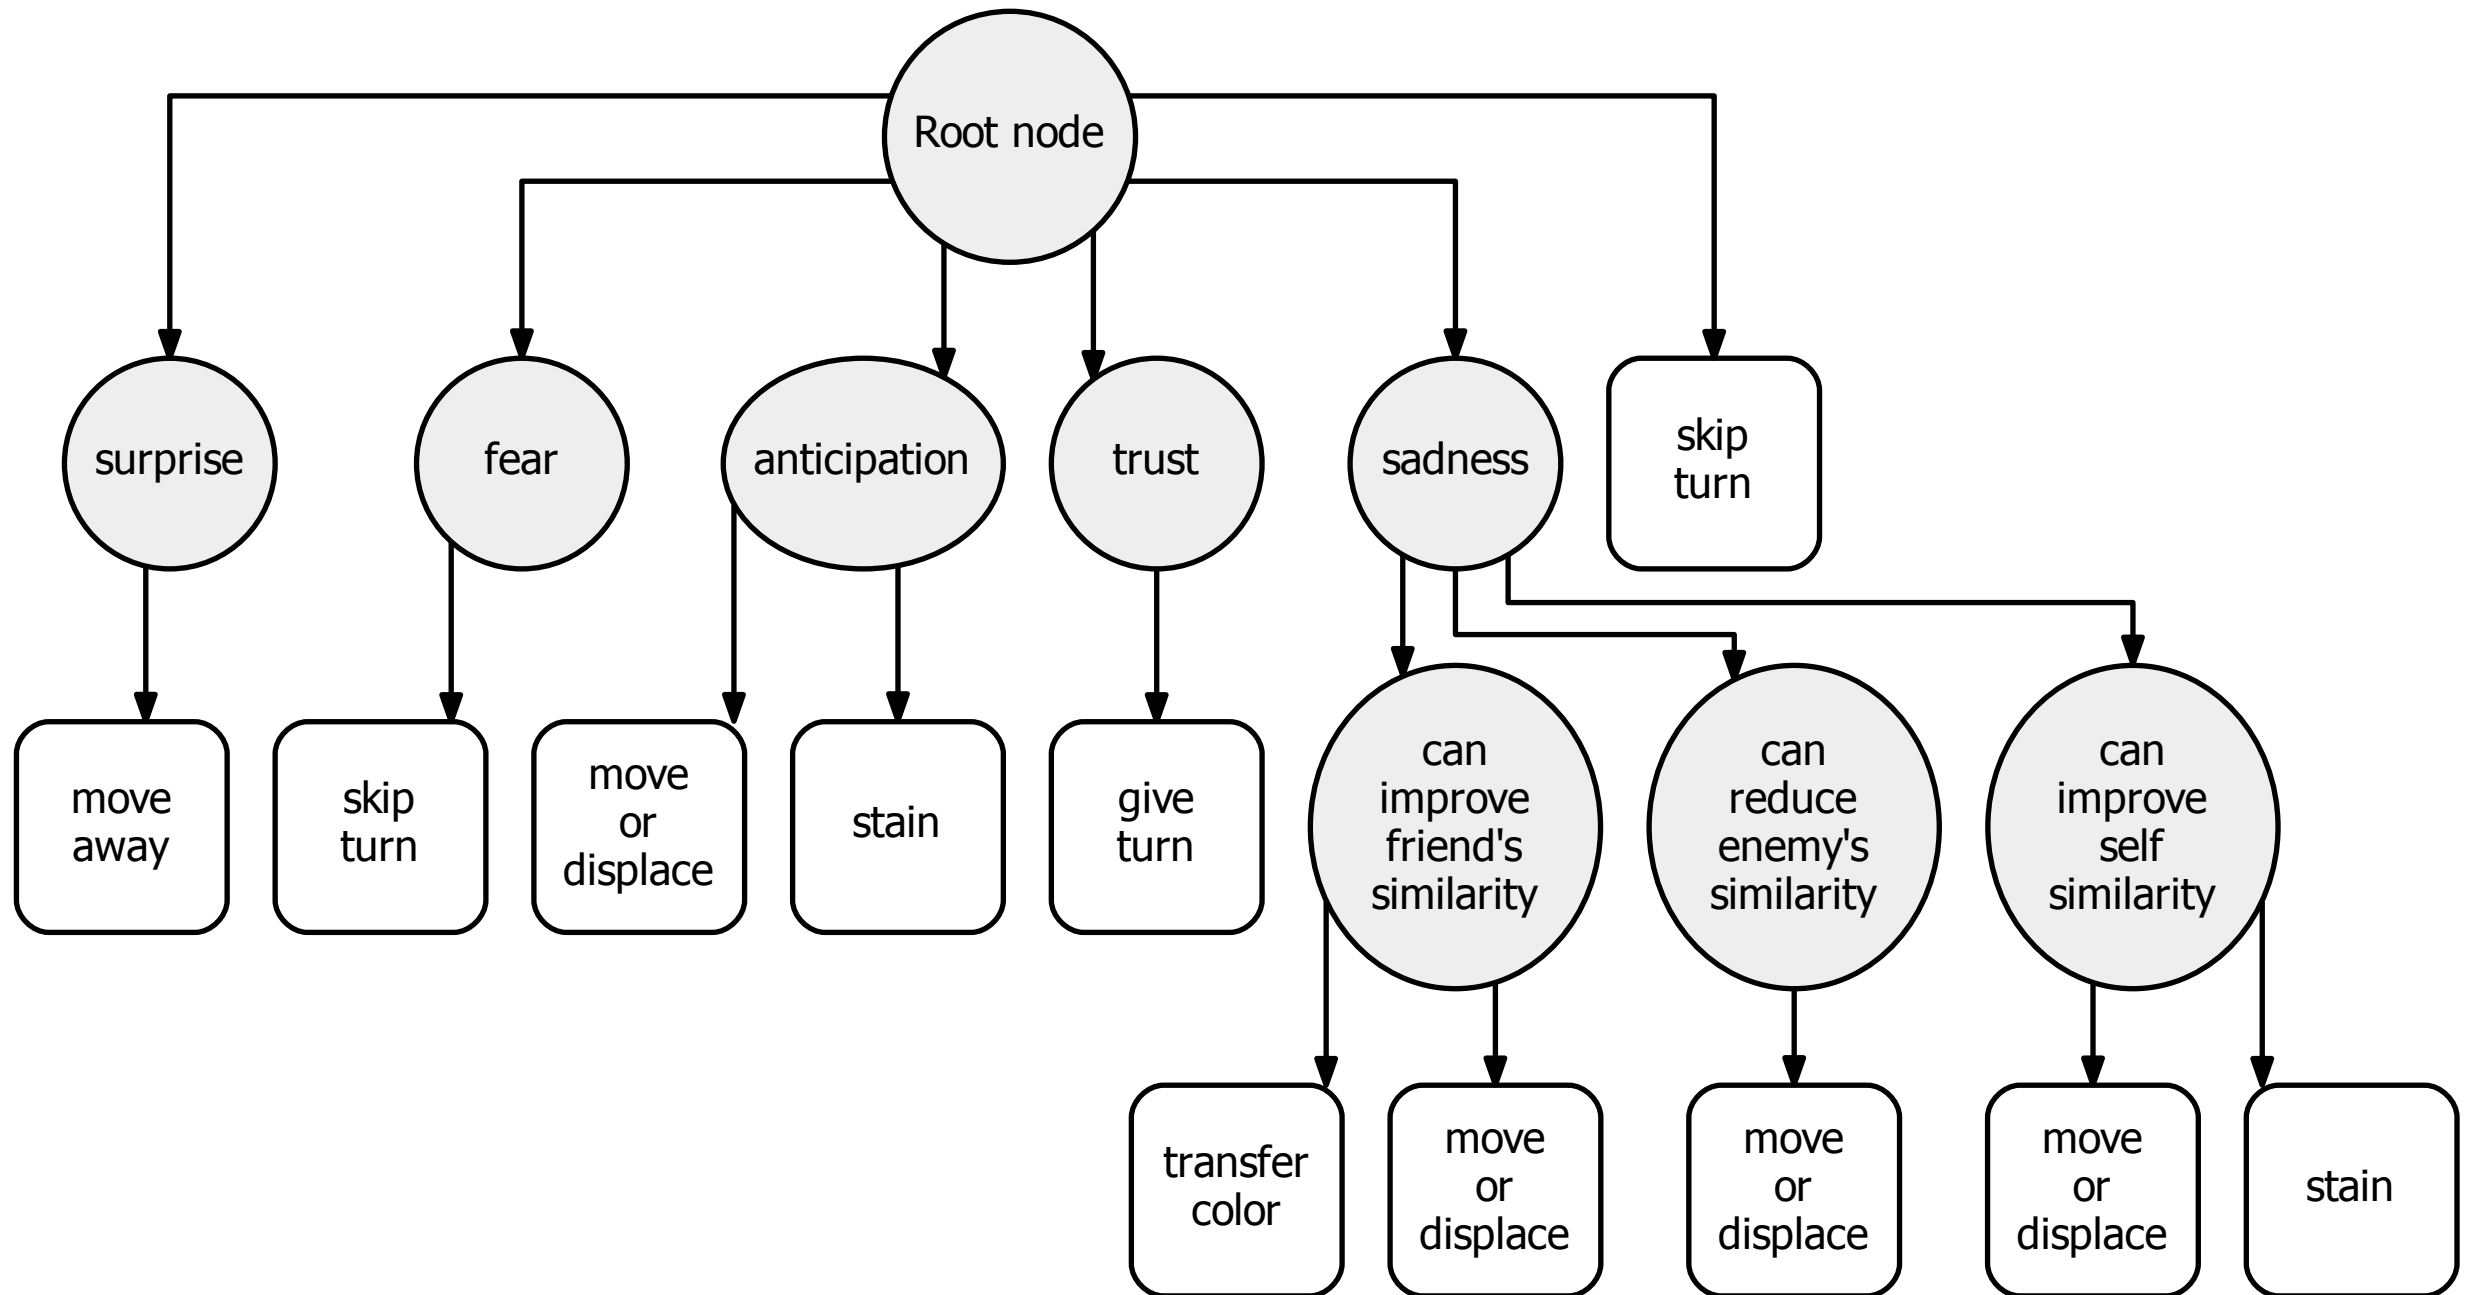 Root node
surprise
fear
anticipation
trust
sadness
skip
turn
move
away
skip
turn
move
or
displace
stain
give
turn
can
improve
friend's
similarity
can
reduce
enemy's
similarity
can
improve
self
similarity
transfer
color
move
or
displace
move
or
displace
move
or
displace
stain